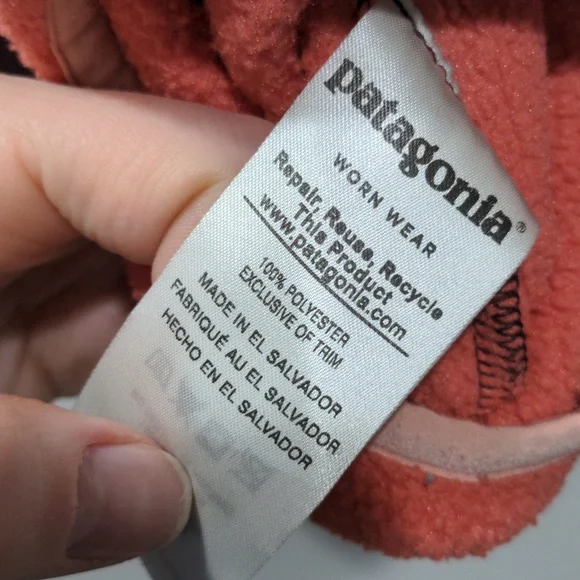 patagonia®
WORN WEAR
Repair, Reuse, Recycle
This Product
www.patagonia.com
100% POLYESTER
EXCLUSIVE OF TRIM
MADE IN EL SALVADOR
FABRIQUÉ AU EL SALVADOR
HECHO EN EL SALVADOR